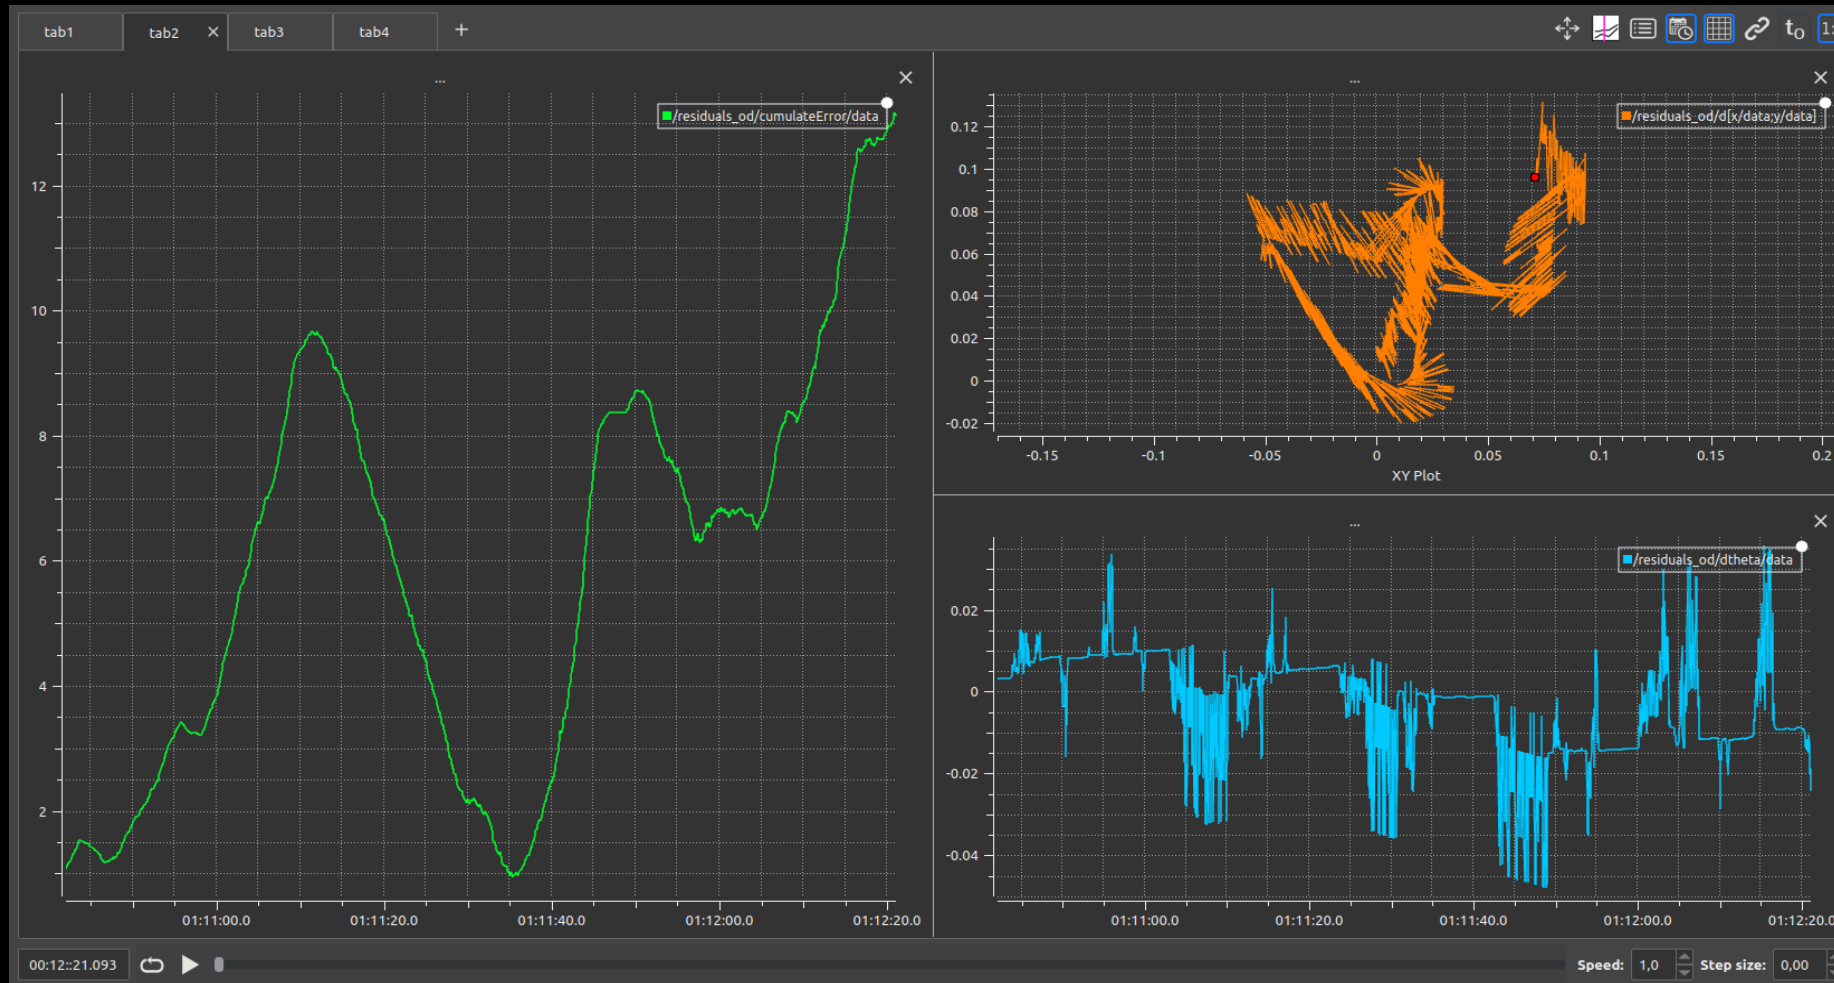 tab1 tab2 tab3 tab4 +
...
/residuals_od/cumulateError/data
12
10
8
6
4
2
01:11:00.0 01:11:20.0 01:11:40.0 01:12:00.0 01:12:20.0
...
/residuals_od/d[x/data;y/data]
0.12
0.1
0.08
0.06
0.04
0.02
0
-0.02
-0.15 -0.1 -0.05 0 0.05 0.1 0.15 0.2
XY Plot
...
/residuals_od/dtheta/data
0.02
0
-0.02
-0.04
01:11:00.0 01:11:20.0 01:11:40.0 01:12:00.0 01:12:20.0
t0 1:
00:12::21.093 Speed: 1,0 Step size: 0,00